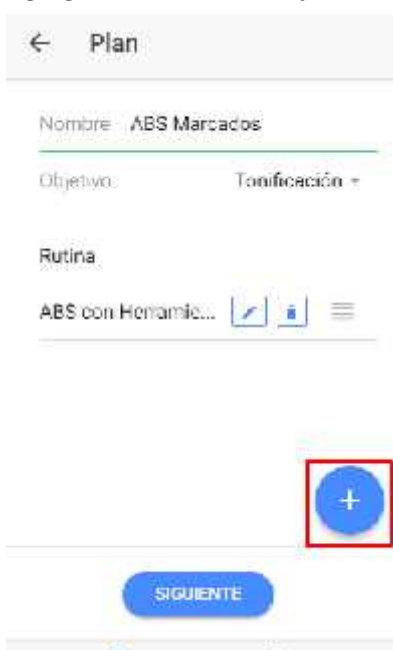 Plan
Nombre ABS Marcados
Objetivo Tonificación
Rutina
ABS con Herramie...
+
SIGUIENTE